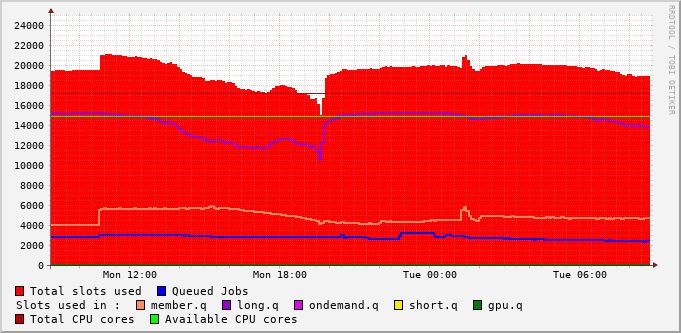 RRDTOOL / TOBI OETIKER
24000
22000
20000
18000
16000
14000
12000
10000
8000
6000
4000
2000
0
Mon 12:00 Mon 18:00 Tue 00:00 Tue 06:00
Total slots used Queued Jobs
Slots used in : member.q long.q ondemand.q short.q gpu.q
Total CPU cores Available CPU cores